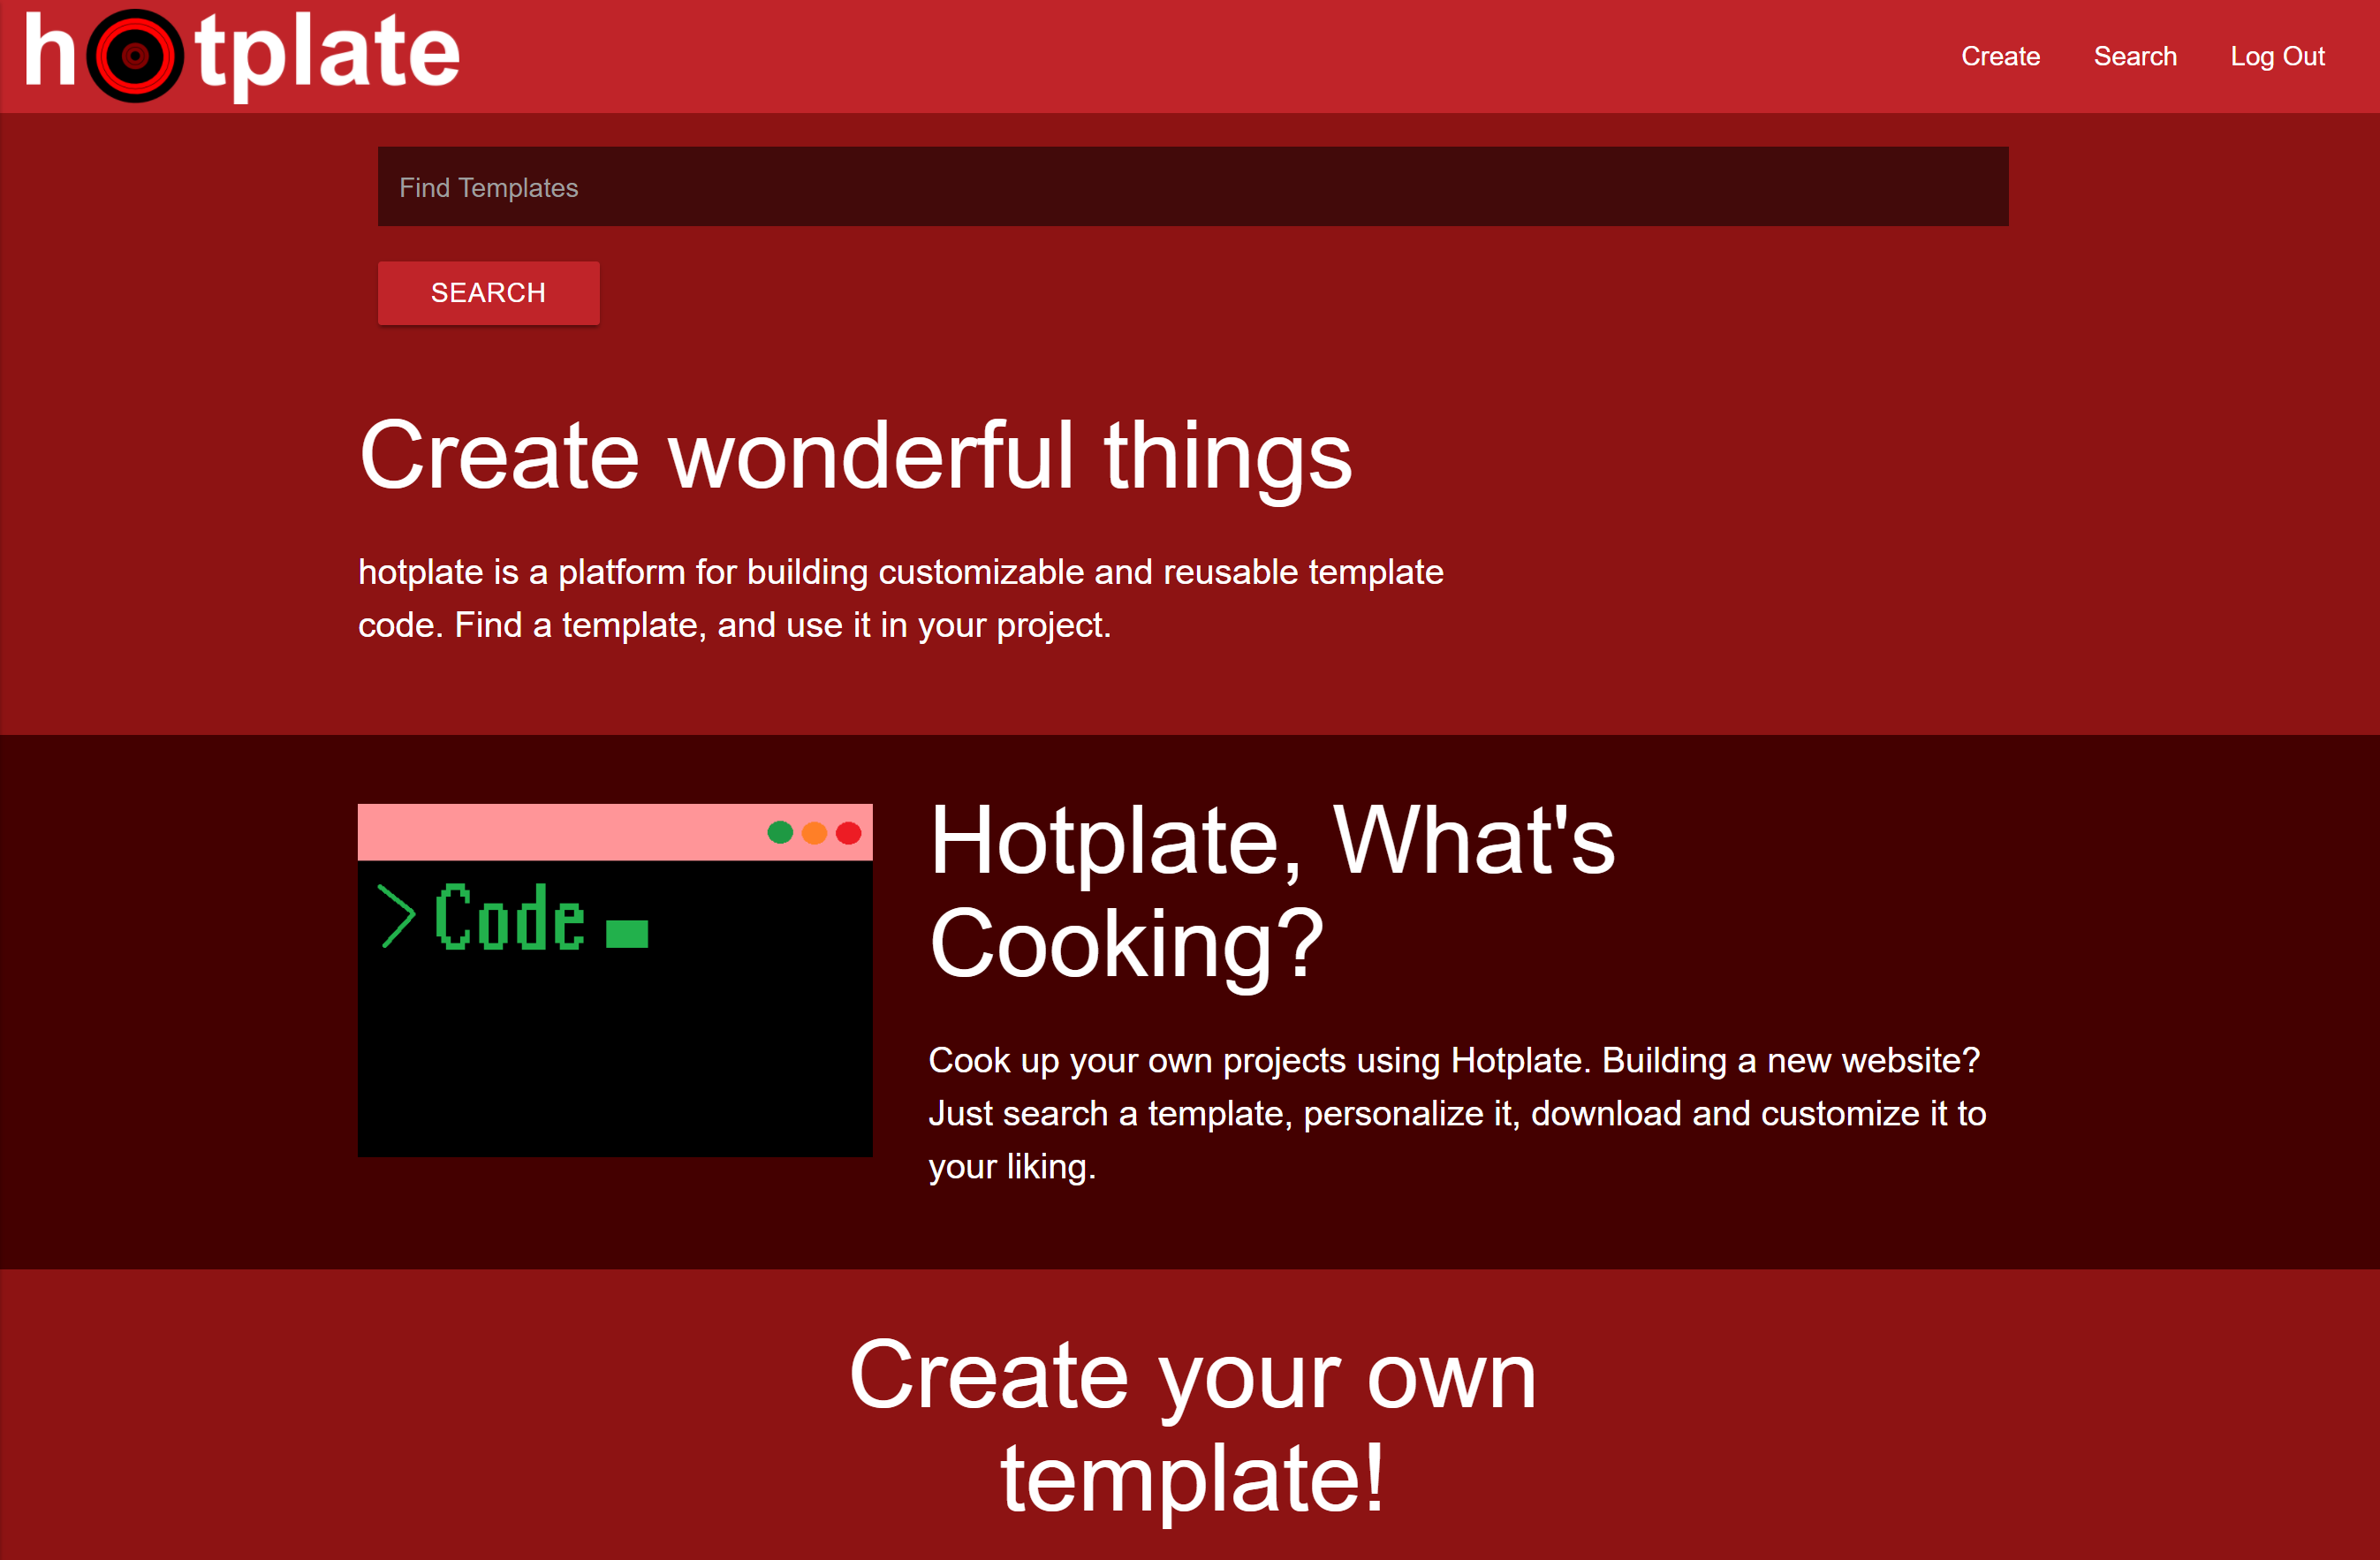 hotplate
Create Search Log Out
Find Templates
SEARCH
Create wonderful things
hotplate is a platform for building customizable and reusable template
code. Find a template, and use it in your project.
> Code
Hotplate, What's
Cooking?
Cook up your own projects using Hotplate. Building a new website?
Just search a template, personalize it, download and customize it to
your liking.
Create your own
template!